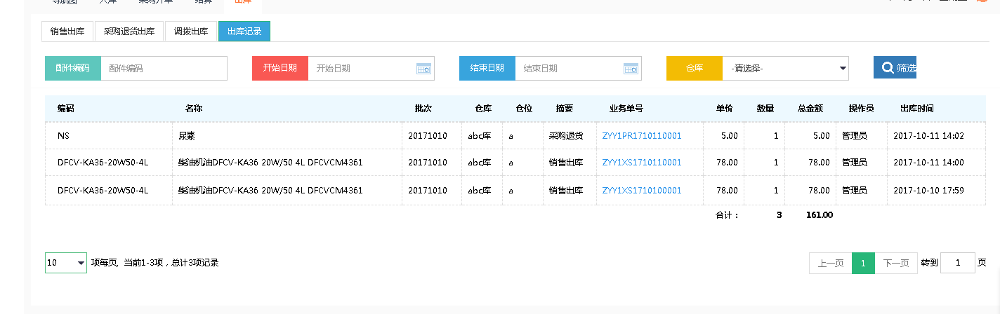 导航图 入库 采购开单 结算 出库
销售出库 采购退货出库 调拨出库 出库记录
配件编码 配件编码 开始日期 开始日期 结束日期 结束日期 仓库 -请选择- 筛选
编码 名称 批次 仓库 仓位 摘要 业务单号 单价 数量 总金额 操作员 出库时间
NS 尿素 20171010 abc库 a 采购退货 ZYY1PR1710110001 5.00 1 5.00 管理员 2017-10-11 14:02
DFCV-KA36-20W50-4L 柴油机油DFCV-KA36 20W/50 4L DFCVCM4361 20171010 abc库 a 销售出库 ZYY1XS1710110001 78.00 1 78.00 管理员 2017-10-11 14:00
DFCV-KA36-20W50-4L 柴油机油DFCV-KA36 20W/50 4L DFCVCM4361 20171010 abc库 a 销售出库 ZYY1XS1710100001 78.00 1 78.00 管理员 2017-10-10 17:59
合计： 3 161.00
10 项每页, 当前1-3项，总计3项记录 上一页 1 下一页 转到 1 页